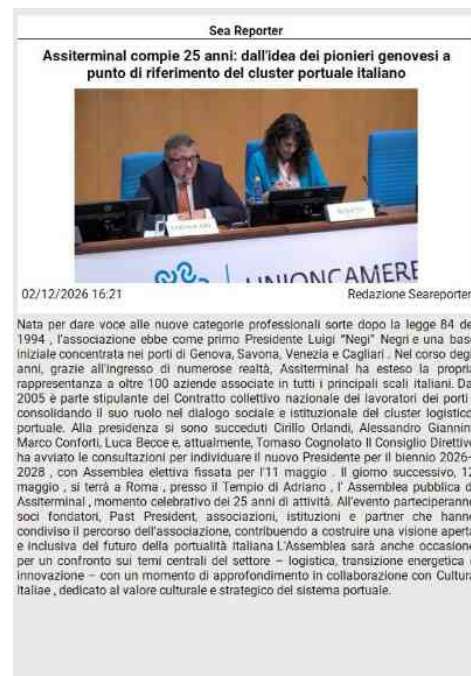 Sea Reporter
Assiterminal compie 25 anni: dall'idea dei pionieri genovesi a
punto di riferimento del cluster portuale italiano
UNIONCAMERE
02/12/2026 16:21
Redazione Seareporter
Nata per dare voce alle nuove categorie professionali sorte dopo la legge 84 de
1994 , l'associazione ebbe come primo Presidente Luigi "Negi" Negri e una base
iniziale concentrata nei porti di Genova, Savona, Venezia e Cagliari . Nel corso degl
anni, grazie all'ingresso di numerose realtà, Assiterminal ha esteso la propria
rappresentanza a oltre 100 aziende associate in tutti i principali scali italiani. Da
2005 è parte stipulante del Contratto collettivo nazionale dei lavoratori dei porti ,
consolidando il suo ruolo nel dialogo sociale e istituzionale del cluster logistico
portuale. Alla presidenza si sono succeduti Cirillo Orlandi, Alessandro Giannin
Marco Conforti, Luca Becce e, attualmente, Tomaso Cognolato Il Consiglio Direttivo
ha avviato le consultazioni per individuare il nuovo Presidente per il biennio 2026-
2028 , con Assemblea elettiva fissata per l'11 maggio . Il giorno successivo, 12
maggio , si terrà a Roma , presso il Tempio di Adriano , l' Assemblea pubblica d
Assiterminal , momento celebrativo dei 25 anni di attività. All'evento parteciperanno
soci fondatori, Past President, associazioni, istituzioni e partner che hanno
condiviso il percorso dell'associazione, contribuendo a costruire una visione aperta
e inclusiva del futuro della portualità italiana L'Assemblea sarà anche occasione
per un confronto sui temi centrali del settore – logistica, transizione energetica e
innovazione – con un momento di approfondimento in collaborazione con Cultura
Italiae , dedicato al valore culturale e strategico del sistema portuale.